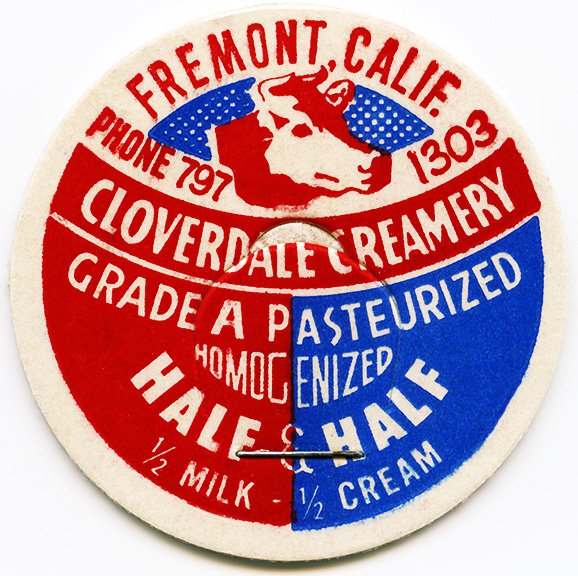 FREMONT, CALIF.
PHONE 797 1303
CLOVERDALE CREAMERY
GRADE A PASTEURIZED
HOMOGENIZED
HALF & HALF
½ MILK - ½ CREAM